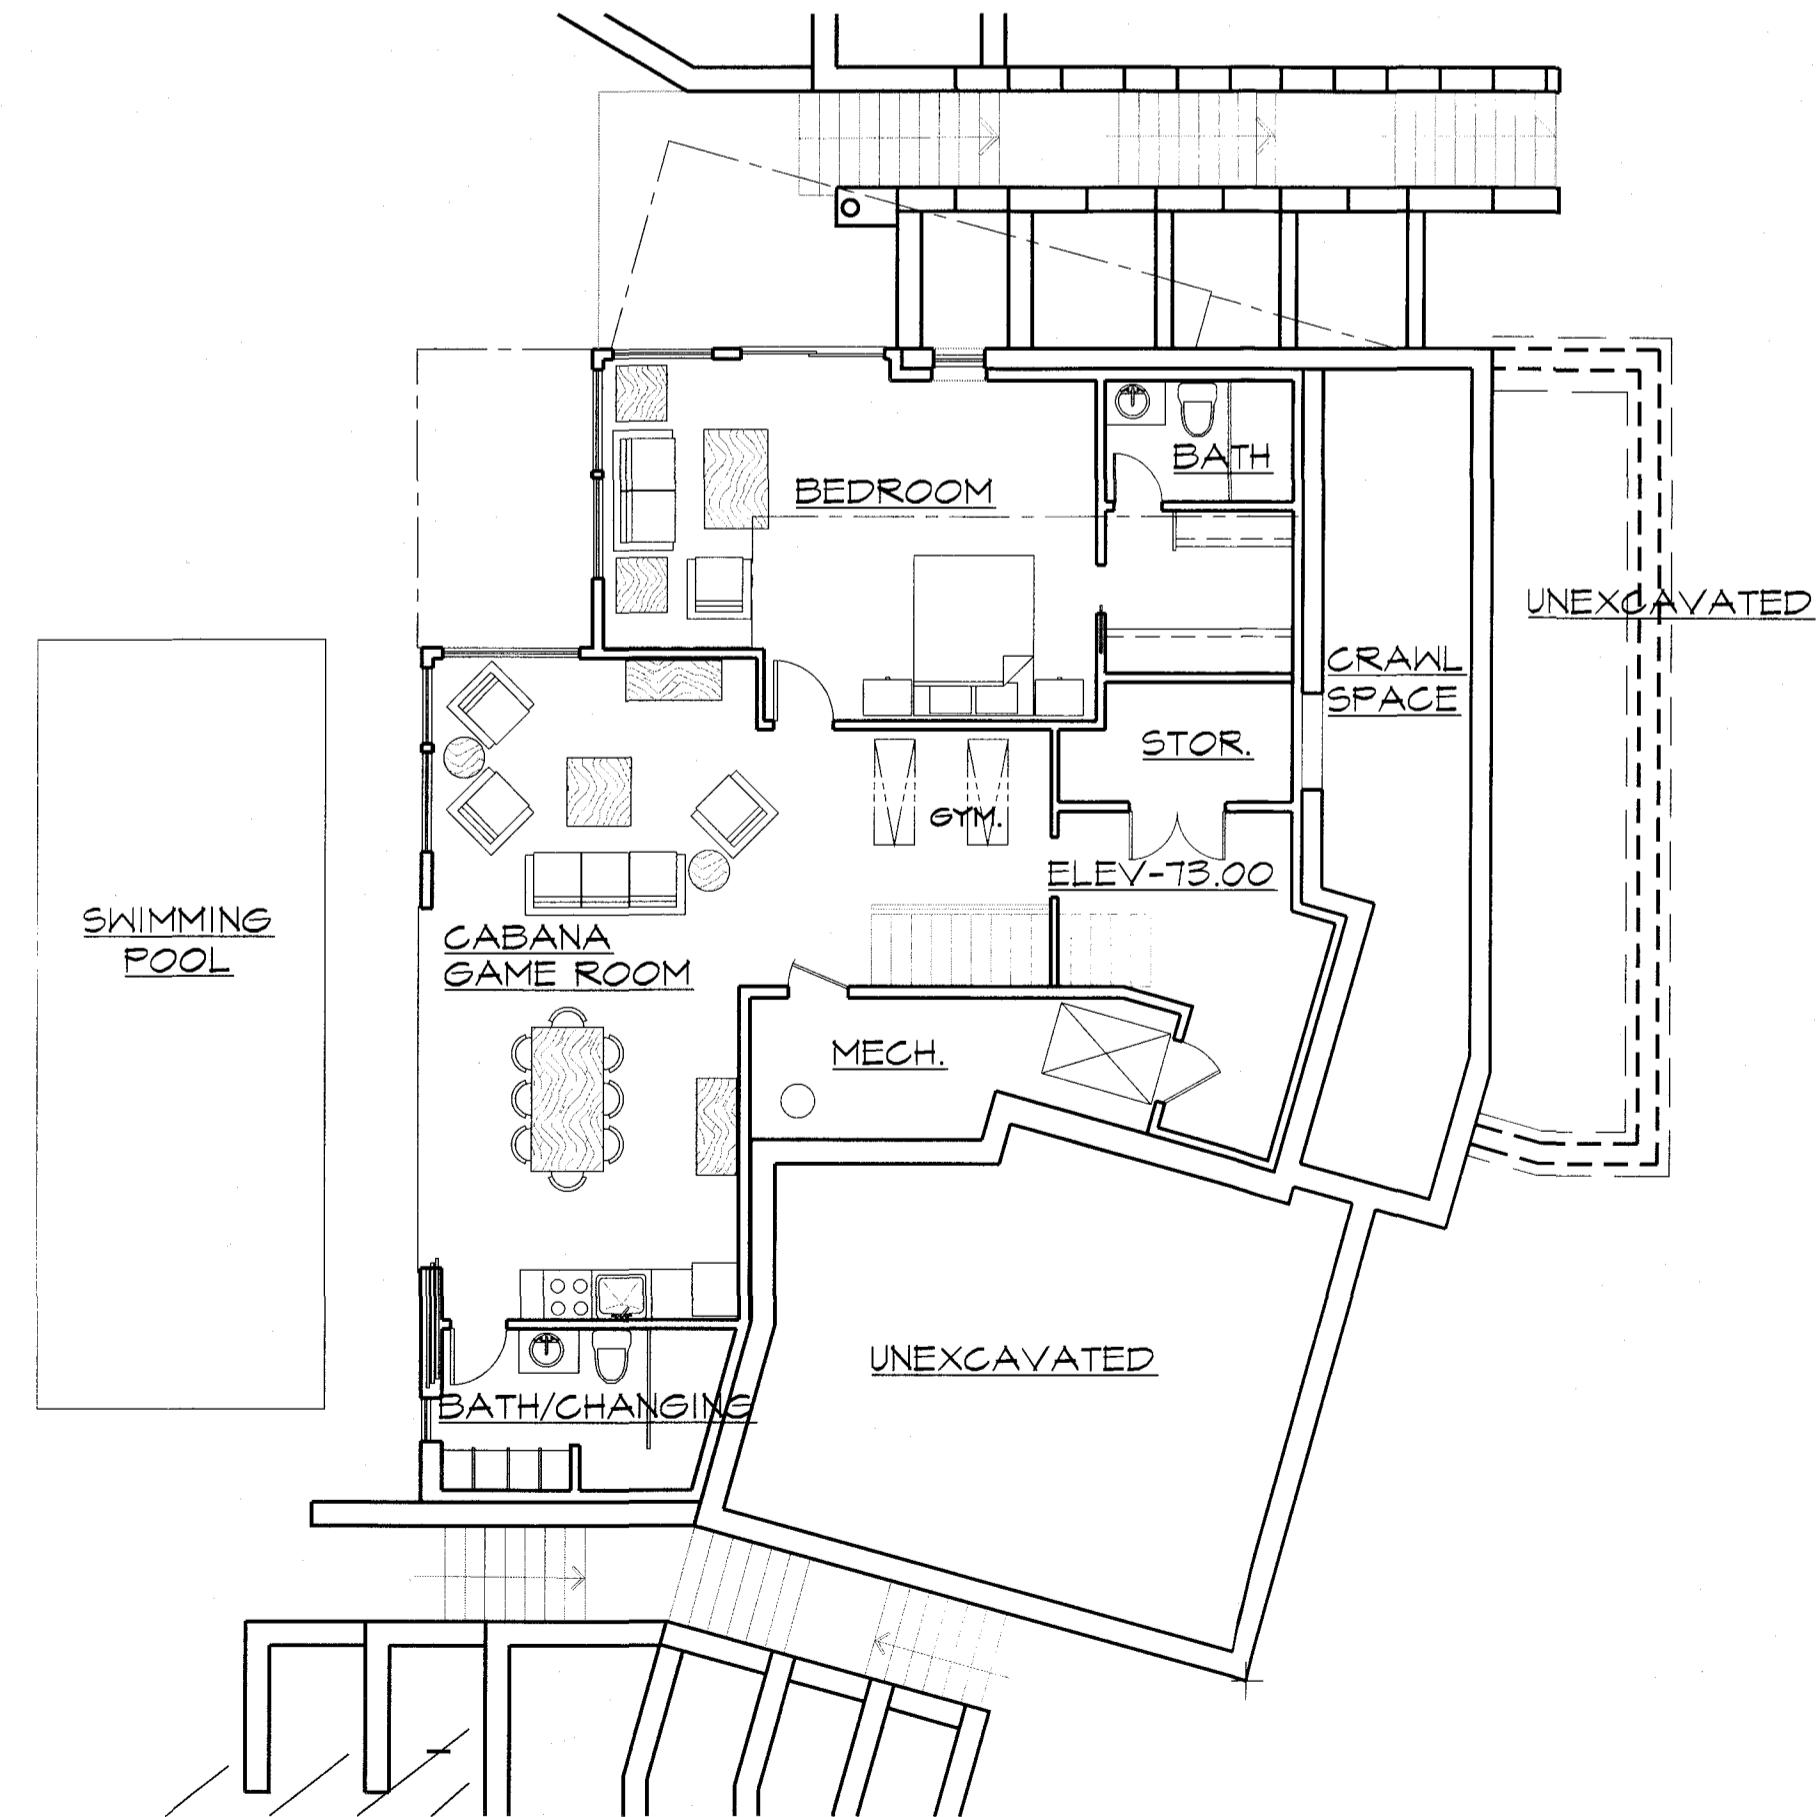 BATH
BEDROOM
UNEXCAVATED
CRAWL
SPACE
STOR.
GYM.
ELEV-73.00
SWIMMING
POOL
CABANA
GAME ROOM
MECH.
UNEXCAVATED
BATH/CHANGING